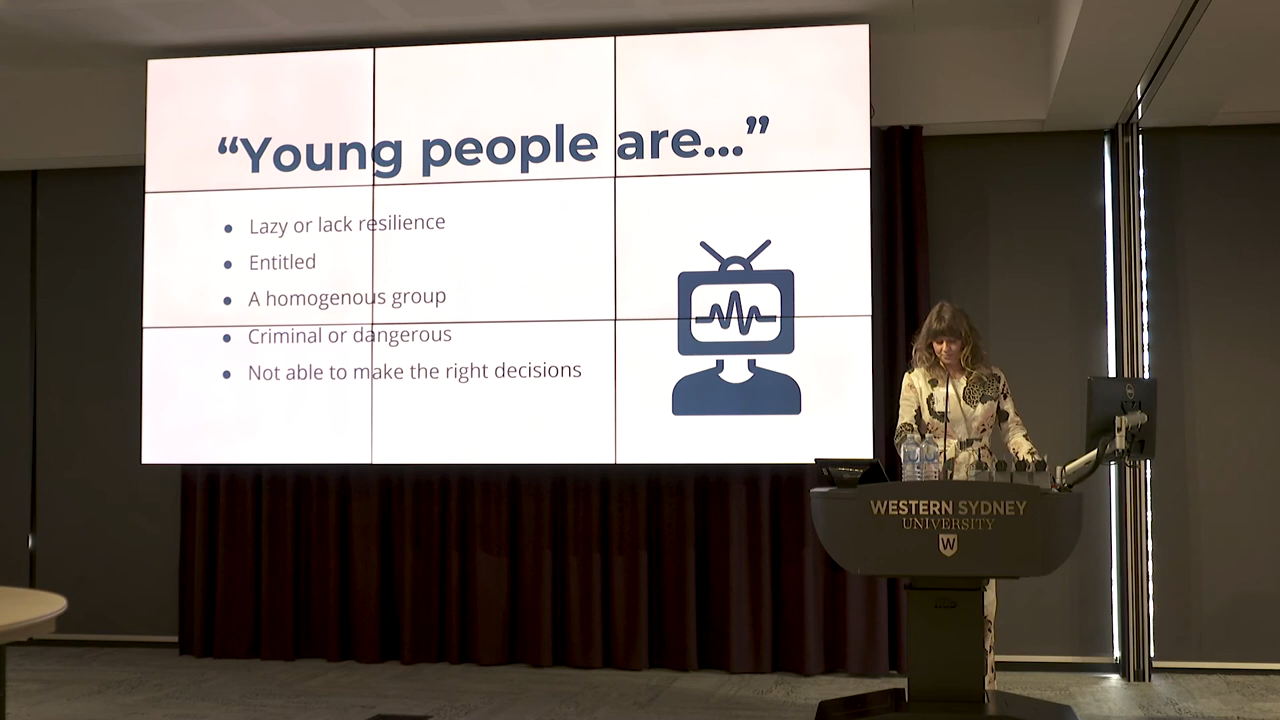 “Young people are...”
Lazy or lack resilience
Entitled
A homogenous group
Criminal or dangerous
Not able to make the right decisions
WESTERN SYDNEY
UNIVERSITY
W